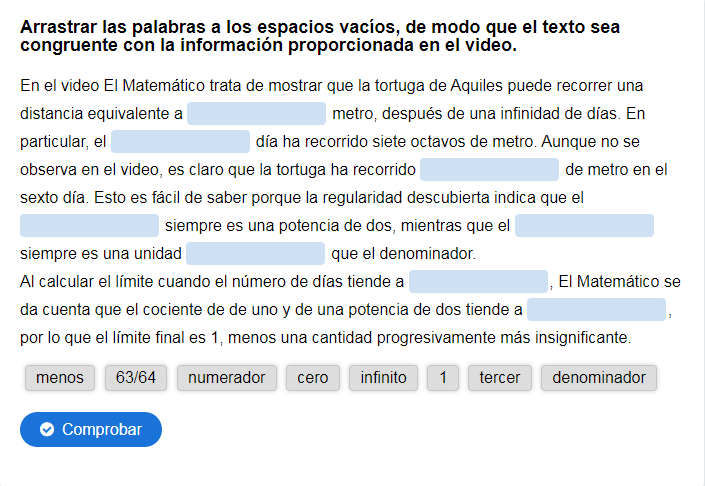 Arrastrar las palabras a los espacios vacíos, de modo que el texto sea
congruente con la información proporcionada en el video.
En el video El Matemático trata de mostrar que la tortuga de Aquiles puede recorrer una
distancia equivalente a metro, después de una infinidad de días. En
particular, el día ha recorrido siete octavos de metro. Aunque no se
observa en el video, es claro que la tortuga ha recorrido de metro en el
sexto día. Esto es fácil de saber porque la regularidad descubierta indica que el
siempre es una potencia de dos, mientras que el
siempre es una unidad que el denominador.
Al calcular el límite cuando el número de días tiende a , El Matemático se
da cuenta que el cociente de de uno y de una potencia de dos tiende a ,
por lo que el límite final es 1, menos una cantidad progresivamente más insignificante.
menos 63/64 numerador cero infinito 1 tercer denominador
Comprobar